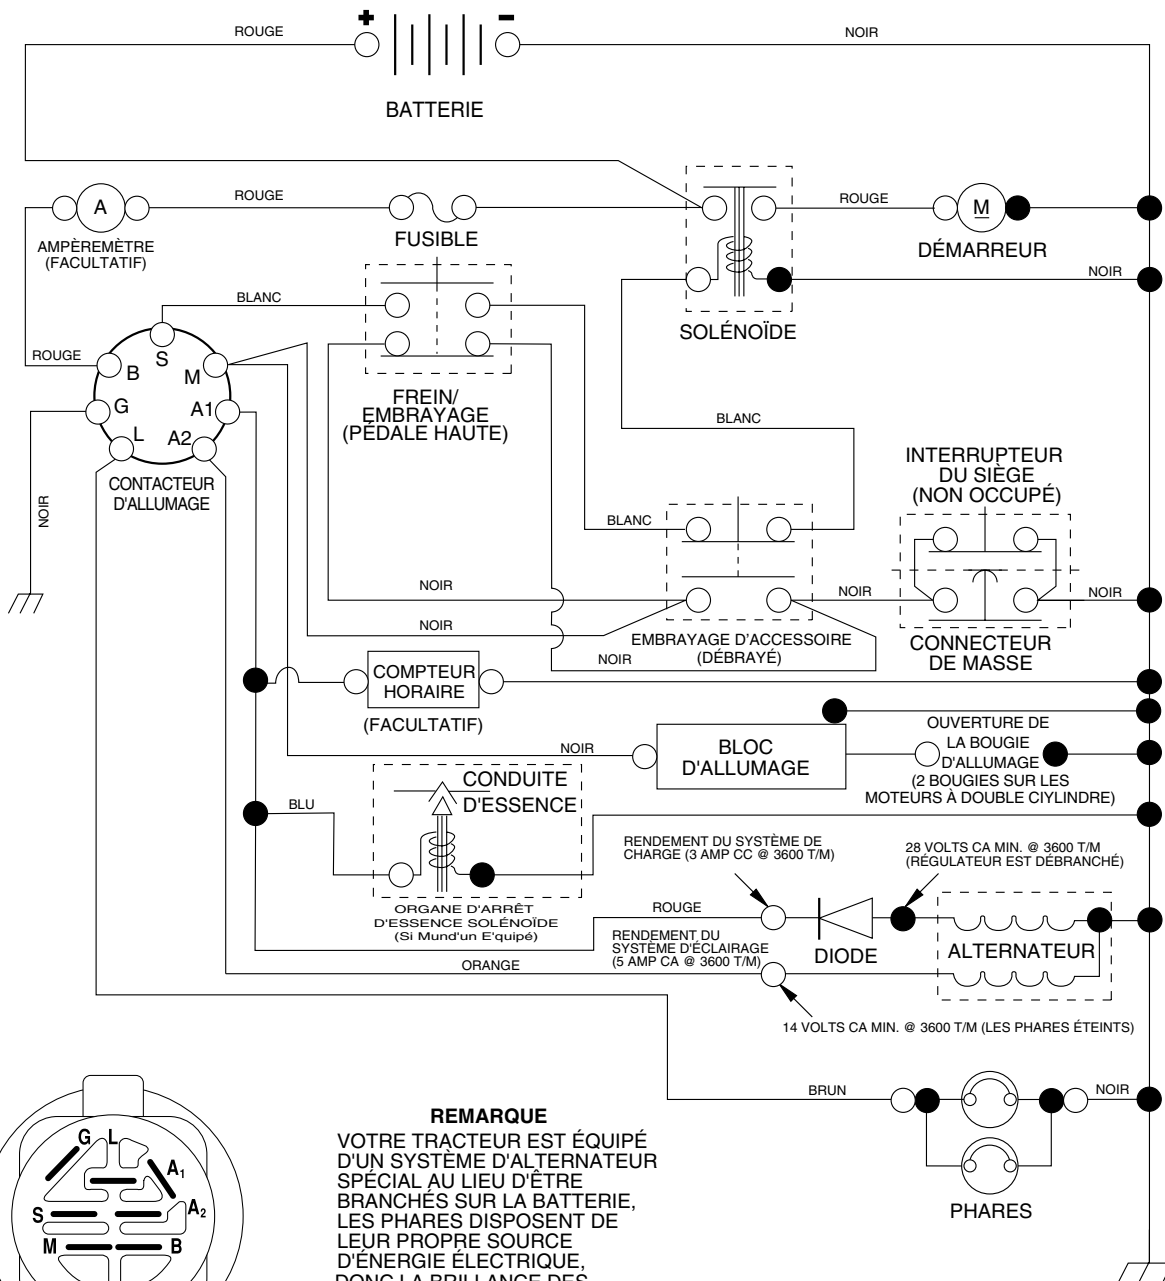 + -
ROUGE
NOIR
BATTERIE
ROUGE
ROUGE
A
M
FUSIBLE
AMPÈREMÈTRE
(FACULTATIF)
DÉMARREUR
NOIR
BLANC
SOLÉNOÏDE
ROUGE
S
B
M
G
A1
L
A2
FREIN/
EMBRAYAGE
(PÉDALE HAUTE)
BLANC
CONTACTEUR
D'ALLUMAGE
NOIR
INTERRUPTEUR
DU SIÈGE
(NON OCCUPÉ)
BLANC
NOIR
NOIR
NOIR
NOIR
NOIR
EMBRAYAGE D'ACCESSOIRE
(DÉBRAYÉ)
CONNECTEUR
DE MASSE
COMPTEUR
HORAIRE
(FACULTATIF)
NOIR
BLOC
D'ALLUMAGE
OUVERTURE DE
LA BOUGIE
D'ALLUMAGE
(2 BOUGIES SUR LES
MOTEURS À DOUBLE CIYLINDRE)
CONDUITE
D'ESSENCE
BLU
ORGANE D'ARRÊT
D'ESSENCE SOLÉNOÏDE
(Si Mund'un E'quipé)
RENDEMENT DU SYSTÈME DE
CHARGE (3 AMP CC @ 3600 T/M)
28 VOLTS CA MIN. @ 3600 T/M
(RÉGULATEUR EST DÉBRANCHÉ)
ROUGE
RENDEMENT DU
SYSTÈME D'ÉCLAIRAGE
(5 AMP CA @ 3600 T/M)
DIODE
ALTERNATEUR
ORANGE
14 VOLTS CA MIN. @ 3600 T/M (LES PHARES ÉTEINTS)
BRUN
NOIR
PHARES
G L
A1
A2
S
M
B
REMARQUE
VOTRE TRACTEUR EST ÉQUIPÉ
D'UN SYSTÈME D'ALTERNATEUR
SPÉCIAL AU LIEU D'ÊTRE
BRANCHÉS SUR LA BATTERIE,
LES PHARES DISPOSENT DE
LEUR PROPRE SOURCE
D'ÉNERGIE ÉLECTRIQUE,
DONC LA BRILLANCE DES